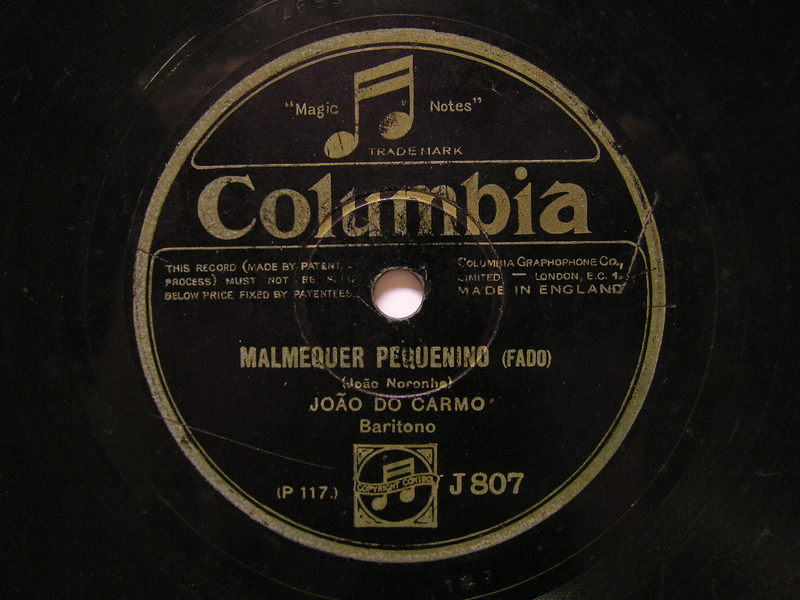 "Magic Notes"
TRADE MARK
Columbia
THIS RECORD (MADE BY PATENT
PROCESS) MUST NOT BE
BELOW PRICE FIXED BY PATENTEES.
COLUMBIA GRAPHOPHONE CO.,
LIMITED — LONDON, E.C. 1.
MADE IN ENGLAND
MALMEQUER PEQUENINO (FADO)
(João Noronha)
JOÃO DO CARMO
Baritono
(P 117.)
COPYRIGHT CONTROL
J 807